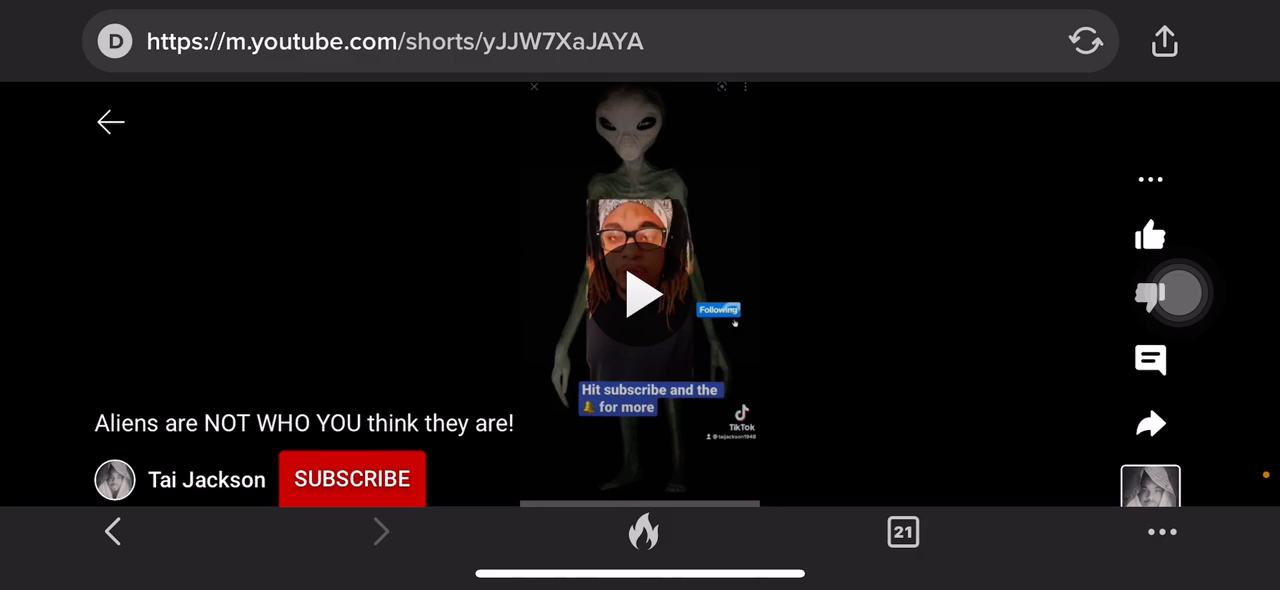 D https://m.youtube.com/shorts/yJJW7XaJAYA
Following
Hit subscribe and the
🔔 for more
TikTok
@taijackson1948
Aliens are NOT WHO YOU think they are!
Tai Jackson SUBSCRIBE
21